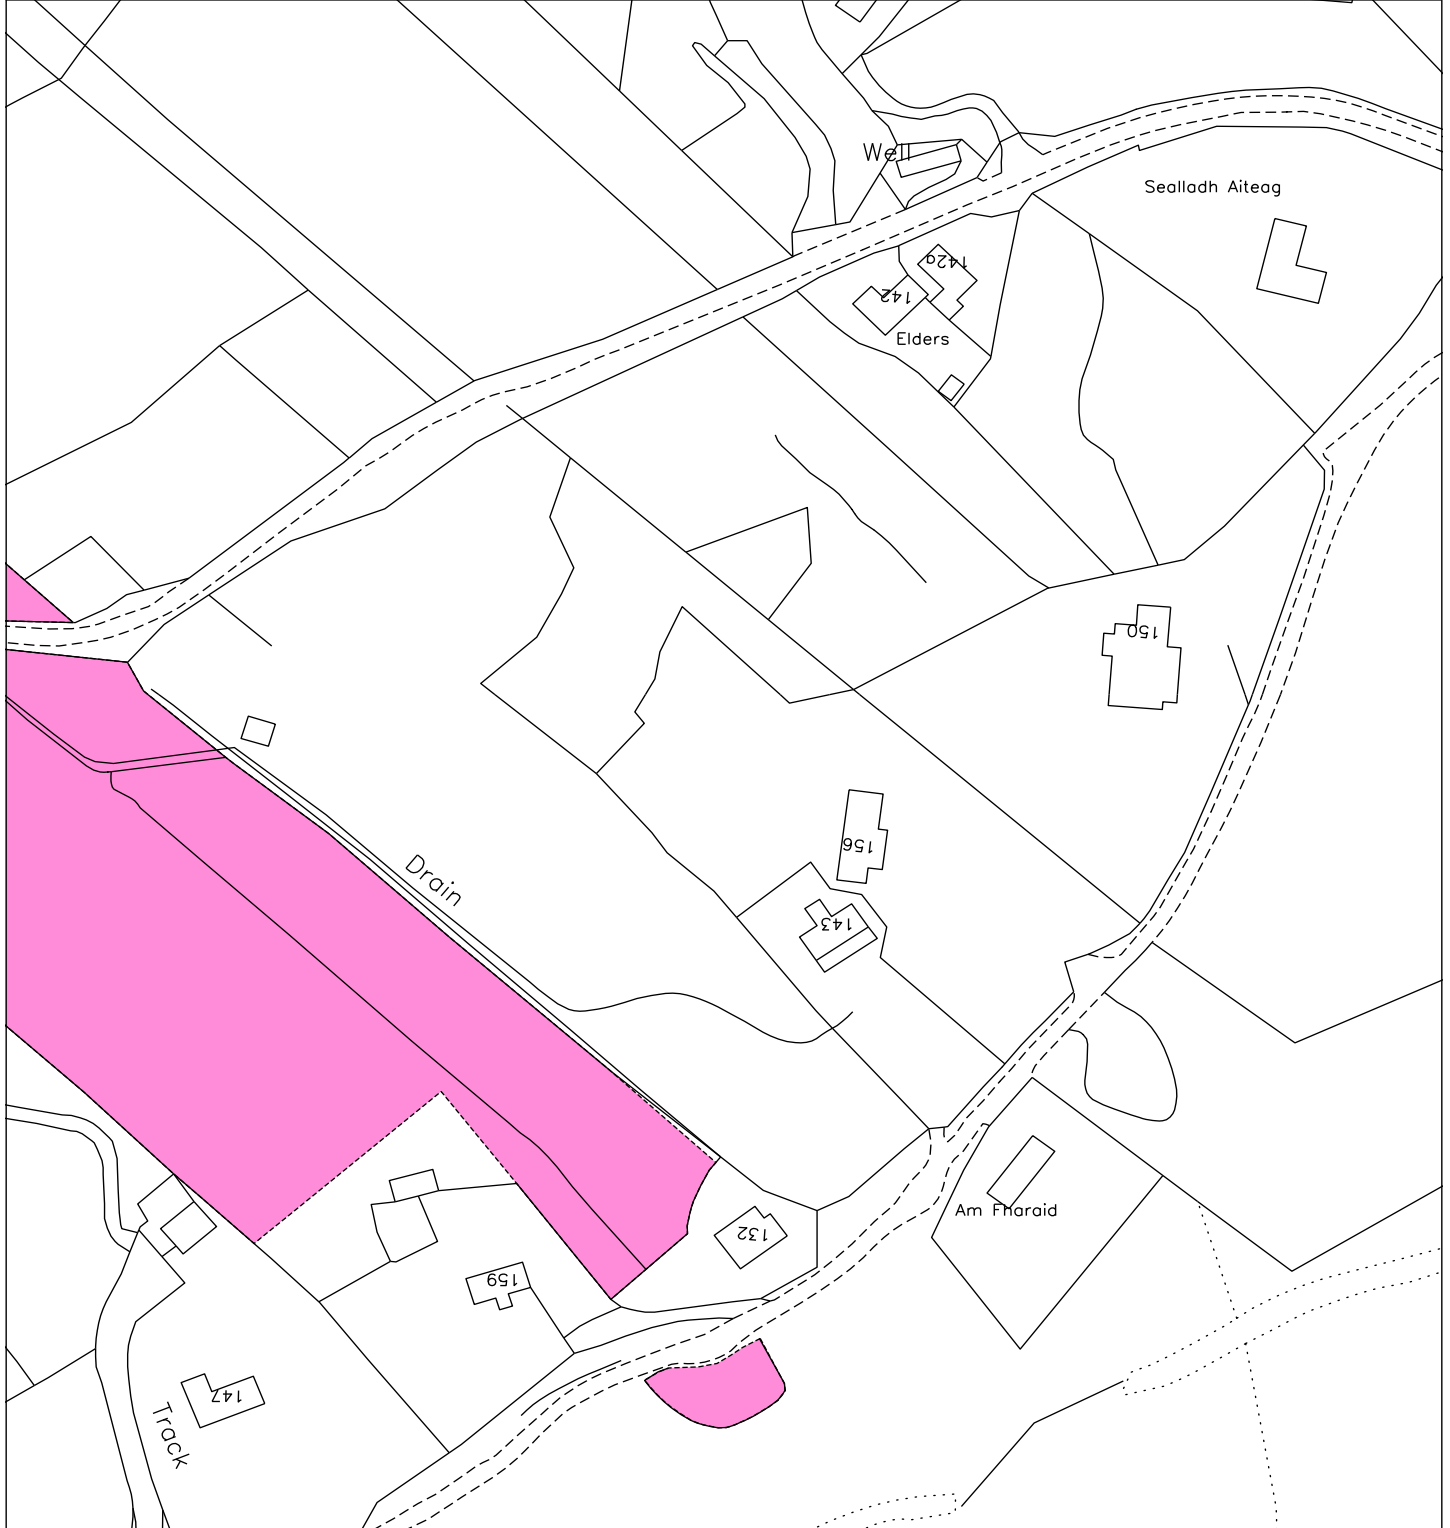 Well
Sealladh Aiteag
142a
142
Elders
150
Drain
156
143
Am Fharaid
132
159
147
Track